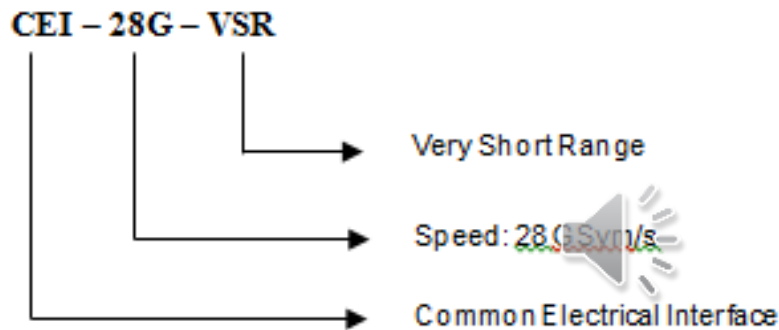 CEI – 28G – VSR
Very Short Range
Speed: 28 GSym/s
Common Electrical Interface